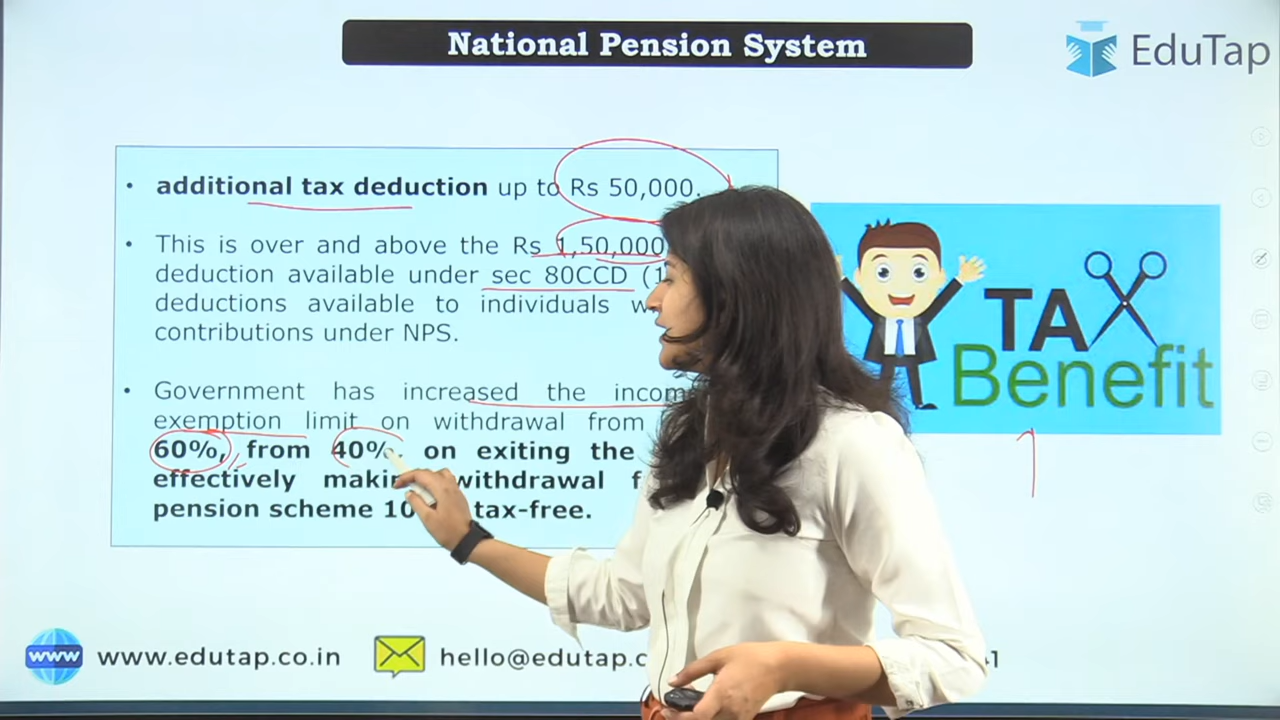 National Pension System
EduTap
• additional tax deduction up to Rs 50,000.
• This is over and above the Rs 1,50,000
deduction available under sec 80CCD (1
deductions available to individuals
contributions under NPS.
• Government has increased the
exemption limit on withdrawal from
60%, from 40%, on exiting the
effectively withdrawal
pension scheme tax-free.
TAX
Benefit
1
www
www.edutap.co.in